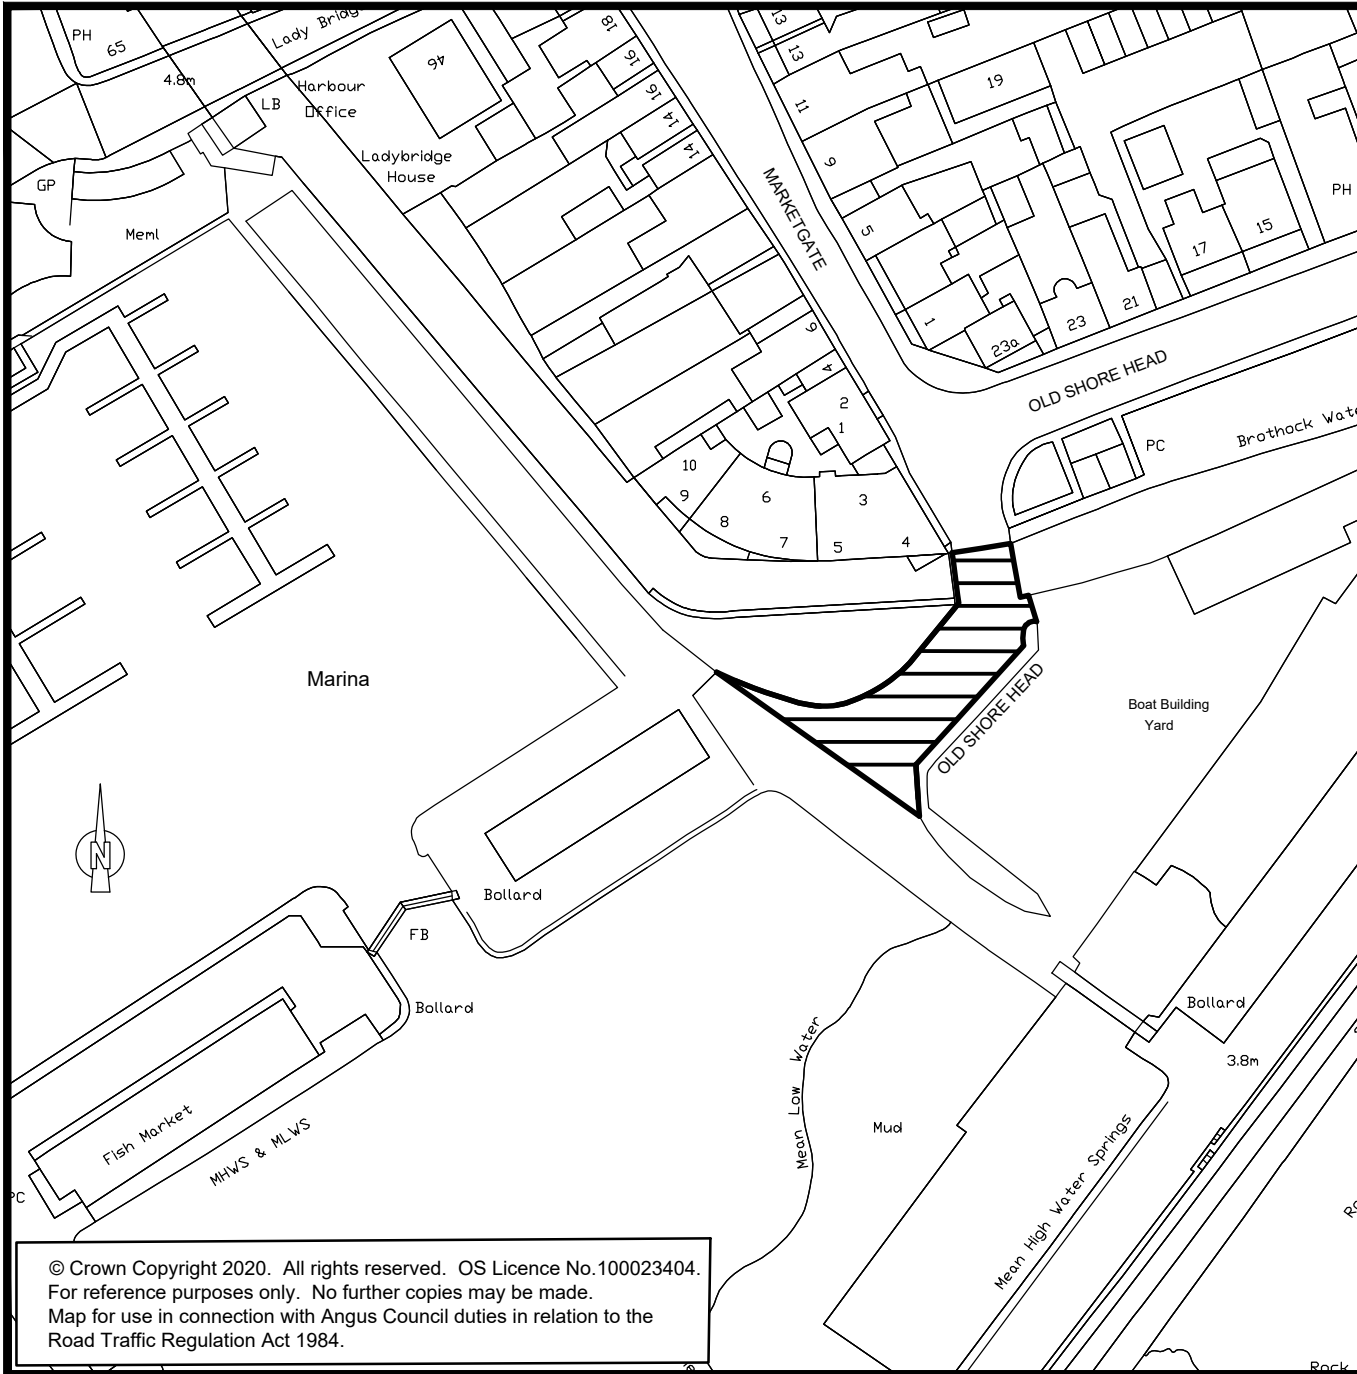 PH
65
Lady Bridg
4.8m
LB
Harbour
Office
46
18
16
16
14
14
Ladybridge
House
GP
Meml
13
13
11
9
5
1
19
PH
15
17
21
23
23a
MARKETGATE
OLD SHORE HEAD
6
4
2
1
10
9
8
6
7
5
3
4
PC
Brothock Wate
Marina
OLD SHORE HEAD
Boat Building
Yard
N
Bollard
FB
Bollard
Bollard
3.8m
Fish Market
MHWS & MLWS
PC
Mean Low Water
Mud
Mean High Water Springs
Rock
© Crown Copyright 2020. All rights reserved. OS Licence No.100023404.
For reference purposes only. No further copies may be made.
Map for use in connection with Angus Council duties in relation to the
Road Traffic Regulation Act 1984.